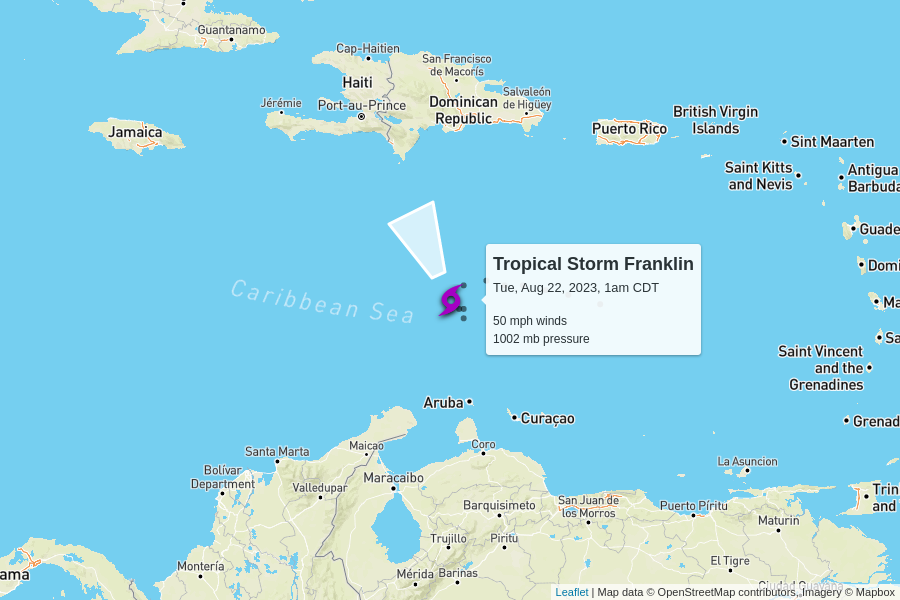 Guantanamo
Cap-Haitien
San Francisco
de Macorís
Haiti
Salvaleón
de Higüey
Jérémie
Port-au-Prince
Dominican
Republic
British Virgin
Islands
Jamaica
Puerto Rico
Sint Maarten
Saint Kitts
and Nevis
Antigua
Barbuda
Guade
Tropical Storm Franklin
Tue, Aug 22, 2023, 1am CDT
Domi
Caribbean Sea
50 mph winds
1002 mb pressure
Ma
Sa
Saint Vincent
and the
Grenadines
Aruba
Curaçao
Grenad
Santa Marta
Maicao
Coro
Bolívar
Department
La Asuncion
Maracaibo
Valledupar
Barquisimeto
San Juan de
los Morros
Puerto Píritu
Trin
and
Maturin
Trujillo
Piritu
Montería
El Tigre
ama
Mérida
Barinas
Ciudad Guayana
Leaflet | Map data © OpenStreetMap contributors, Imagery © Mapbox